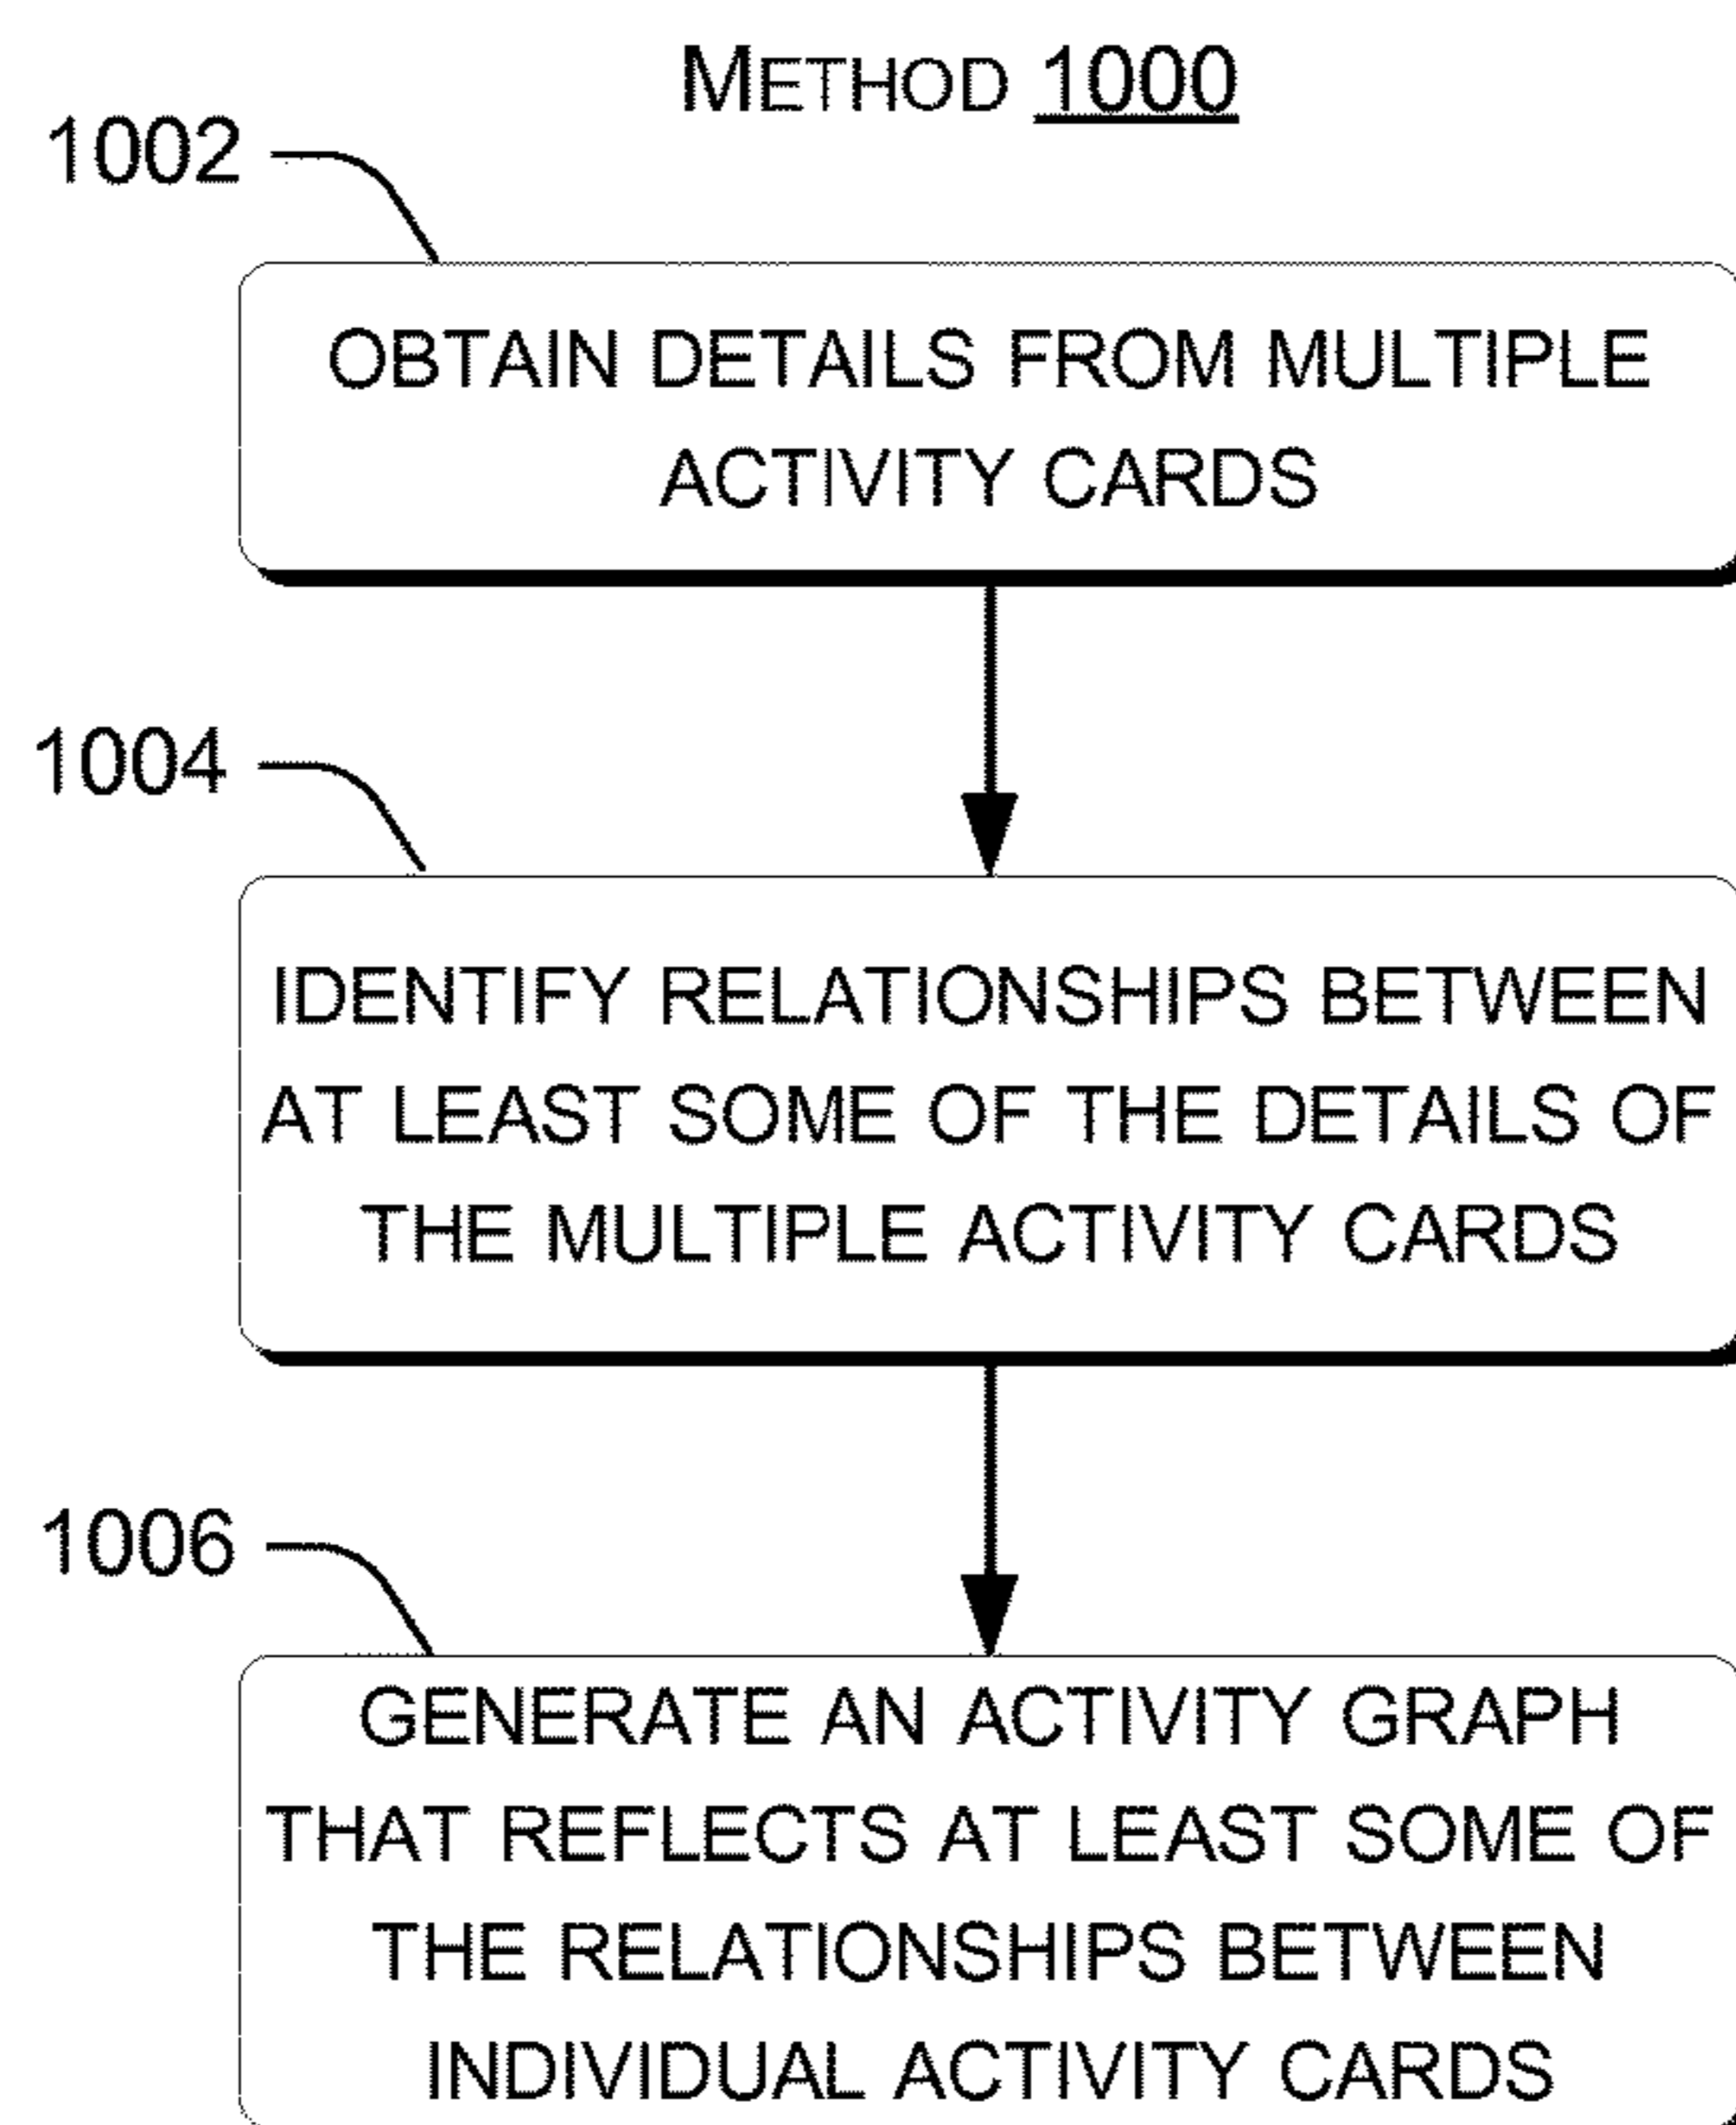 METHOD 1000
1002
OBTAIN DETAILS FROM MULTIPLE
ACTIVITY CARDS
1004
IDENTIFY RELATIONSHIPS BETWEEN
AT LEAST SOME OF THE DETAILS OF
THE MULTIPLE ACTIVITY CARDS
1006
GENERATE AN ACTIVITY GRAPH
THAT REFLECTS AT LEAST SOME OF
THE RELATIONSHIPS BETWEEN
INDIVIDUAL ACTIVITY CARDS